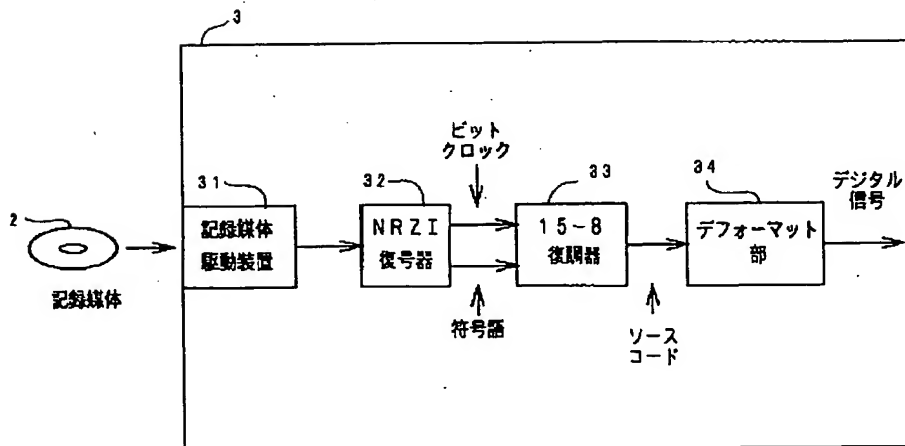 3
ビット
クロック
31
32
33
34
デジタル
信号
2
記録媒体
駆動装置
NRZI
復号器
15-8
復調器
デフォーマット
部
記録媒体
符号語
ソース
コード